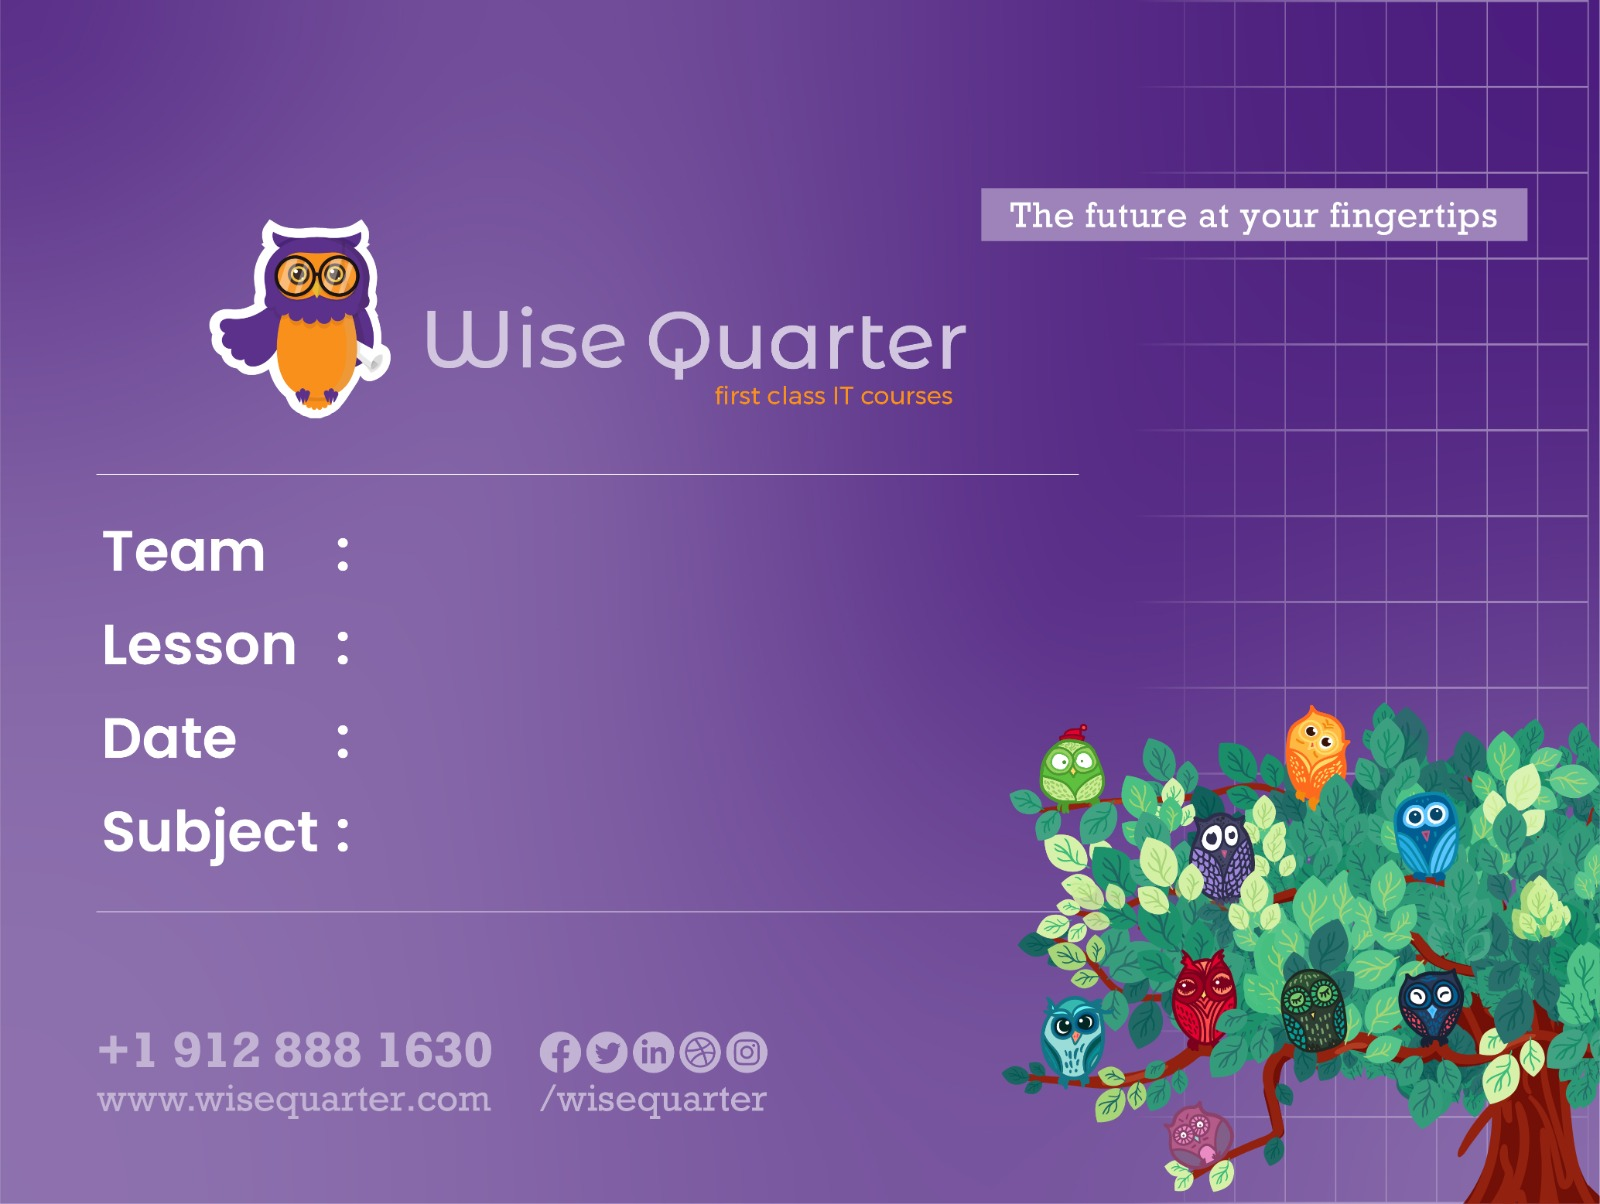 The future at your fingertips
Wise Quarter
first class IT courses
Team :
Lesson :
Date :
Subject :
+1 912 888 1630
www.wisequarter.com
/wisequarter